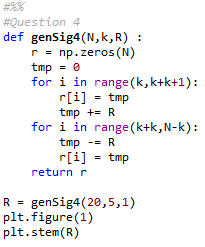 #%%
#Question 4
def genSig4(N,k,R) :
    r = np.zeros(N)
    tmp = 0
    for i in range(k,k+k+1):
        r[i] = tmp
        tmp += R
    for i in range(k+k,N-k):
        tmp -= R
        r[i] = tmp
    return r

R = genSig4(20,5,1)
plt.figure(1)
plt.stem(R)